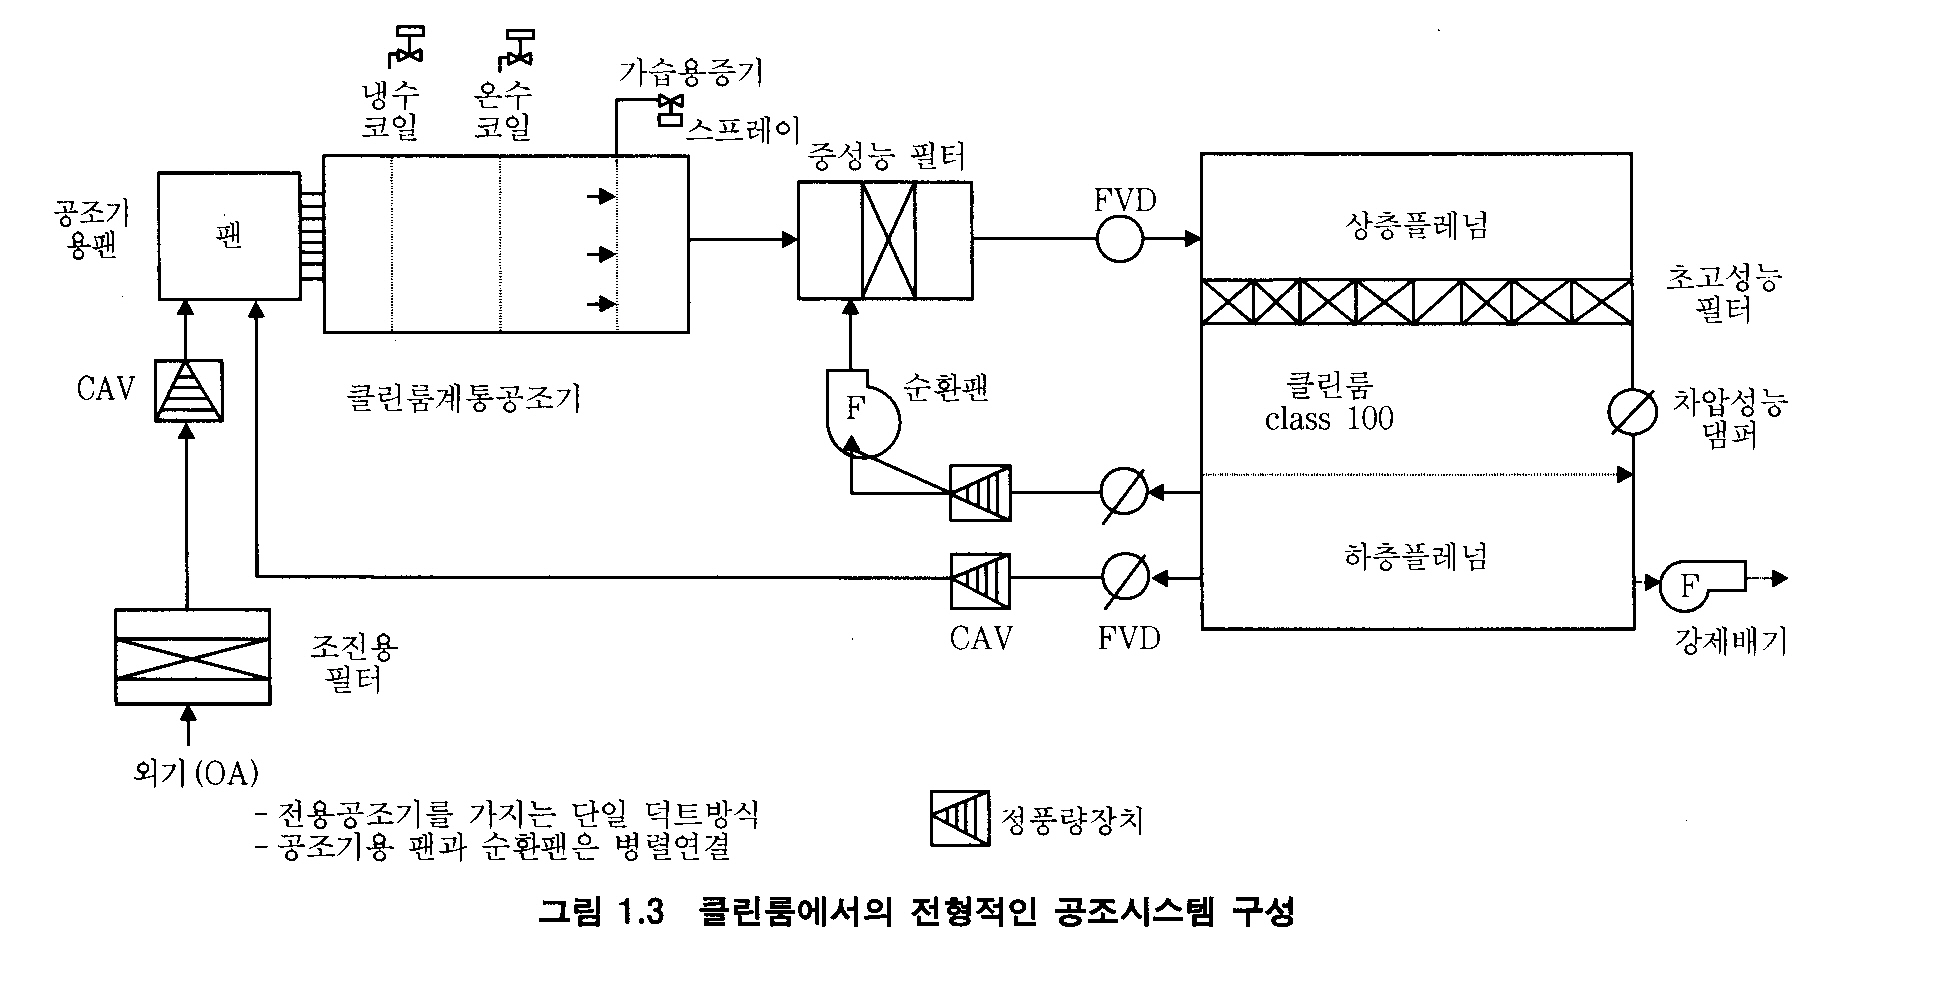 냉수
코일
온수
코일
가습용증기
스프레이
중성능 필터
공조기
용팬
팬
FVD
상층플레넘
초고성능
필터
CAV
클린룸계통공조기
F
순환팬
클린룸
class 100
차압성능
댐퍼
하층플레넘
F
CAV
FVD
강제배기
조진용
필터
외기(OA)
- 전용공조기를 가지는 단일 덕트방식
- 공조기용 팬과 순환팬은 병렬연결
정풍량장치
그림 1.3 클린룸에서의 전형적인 공조시스템 구성